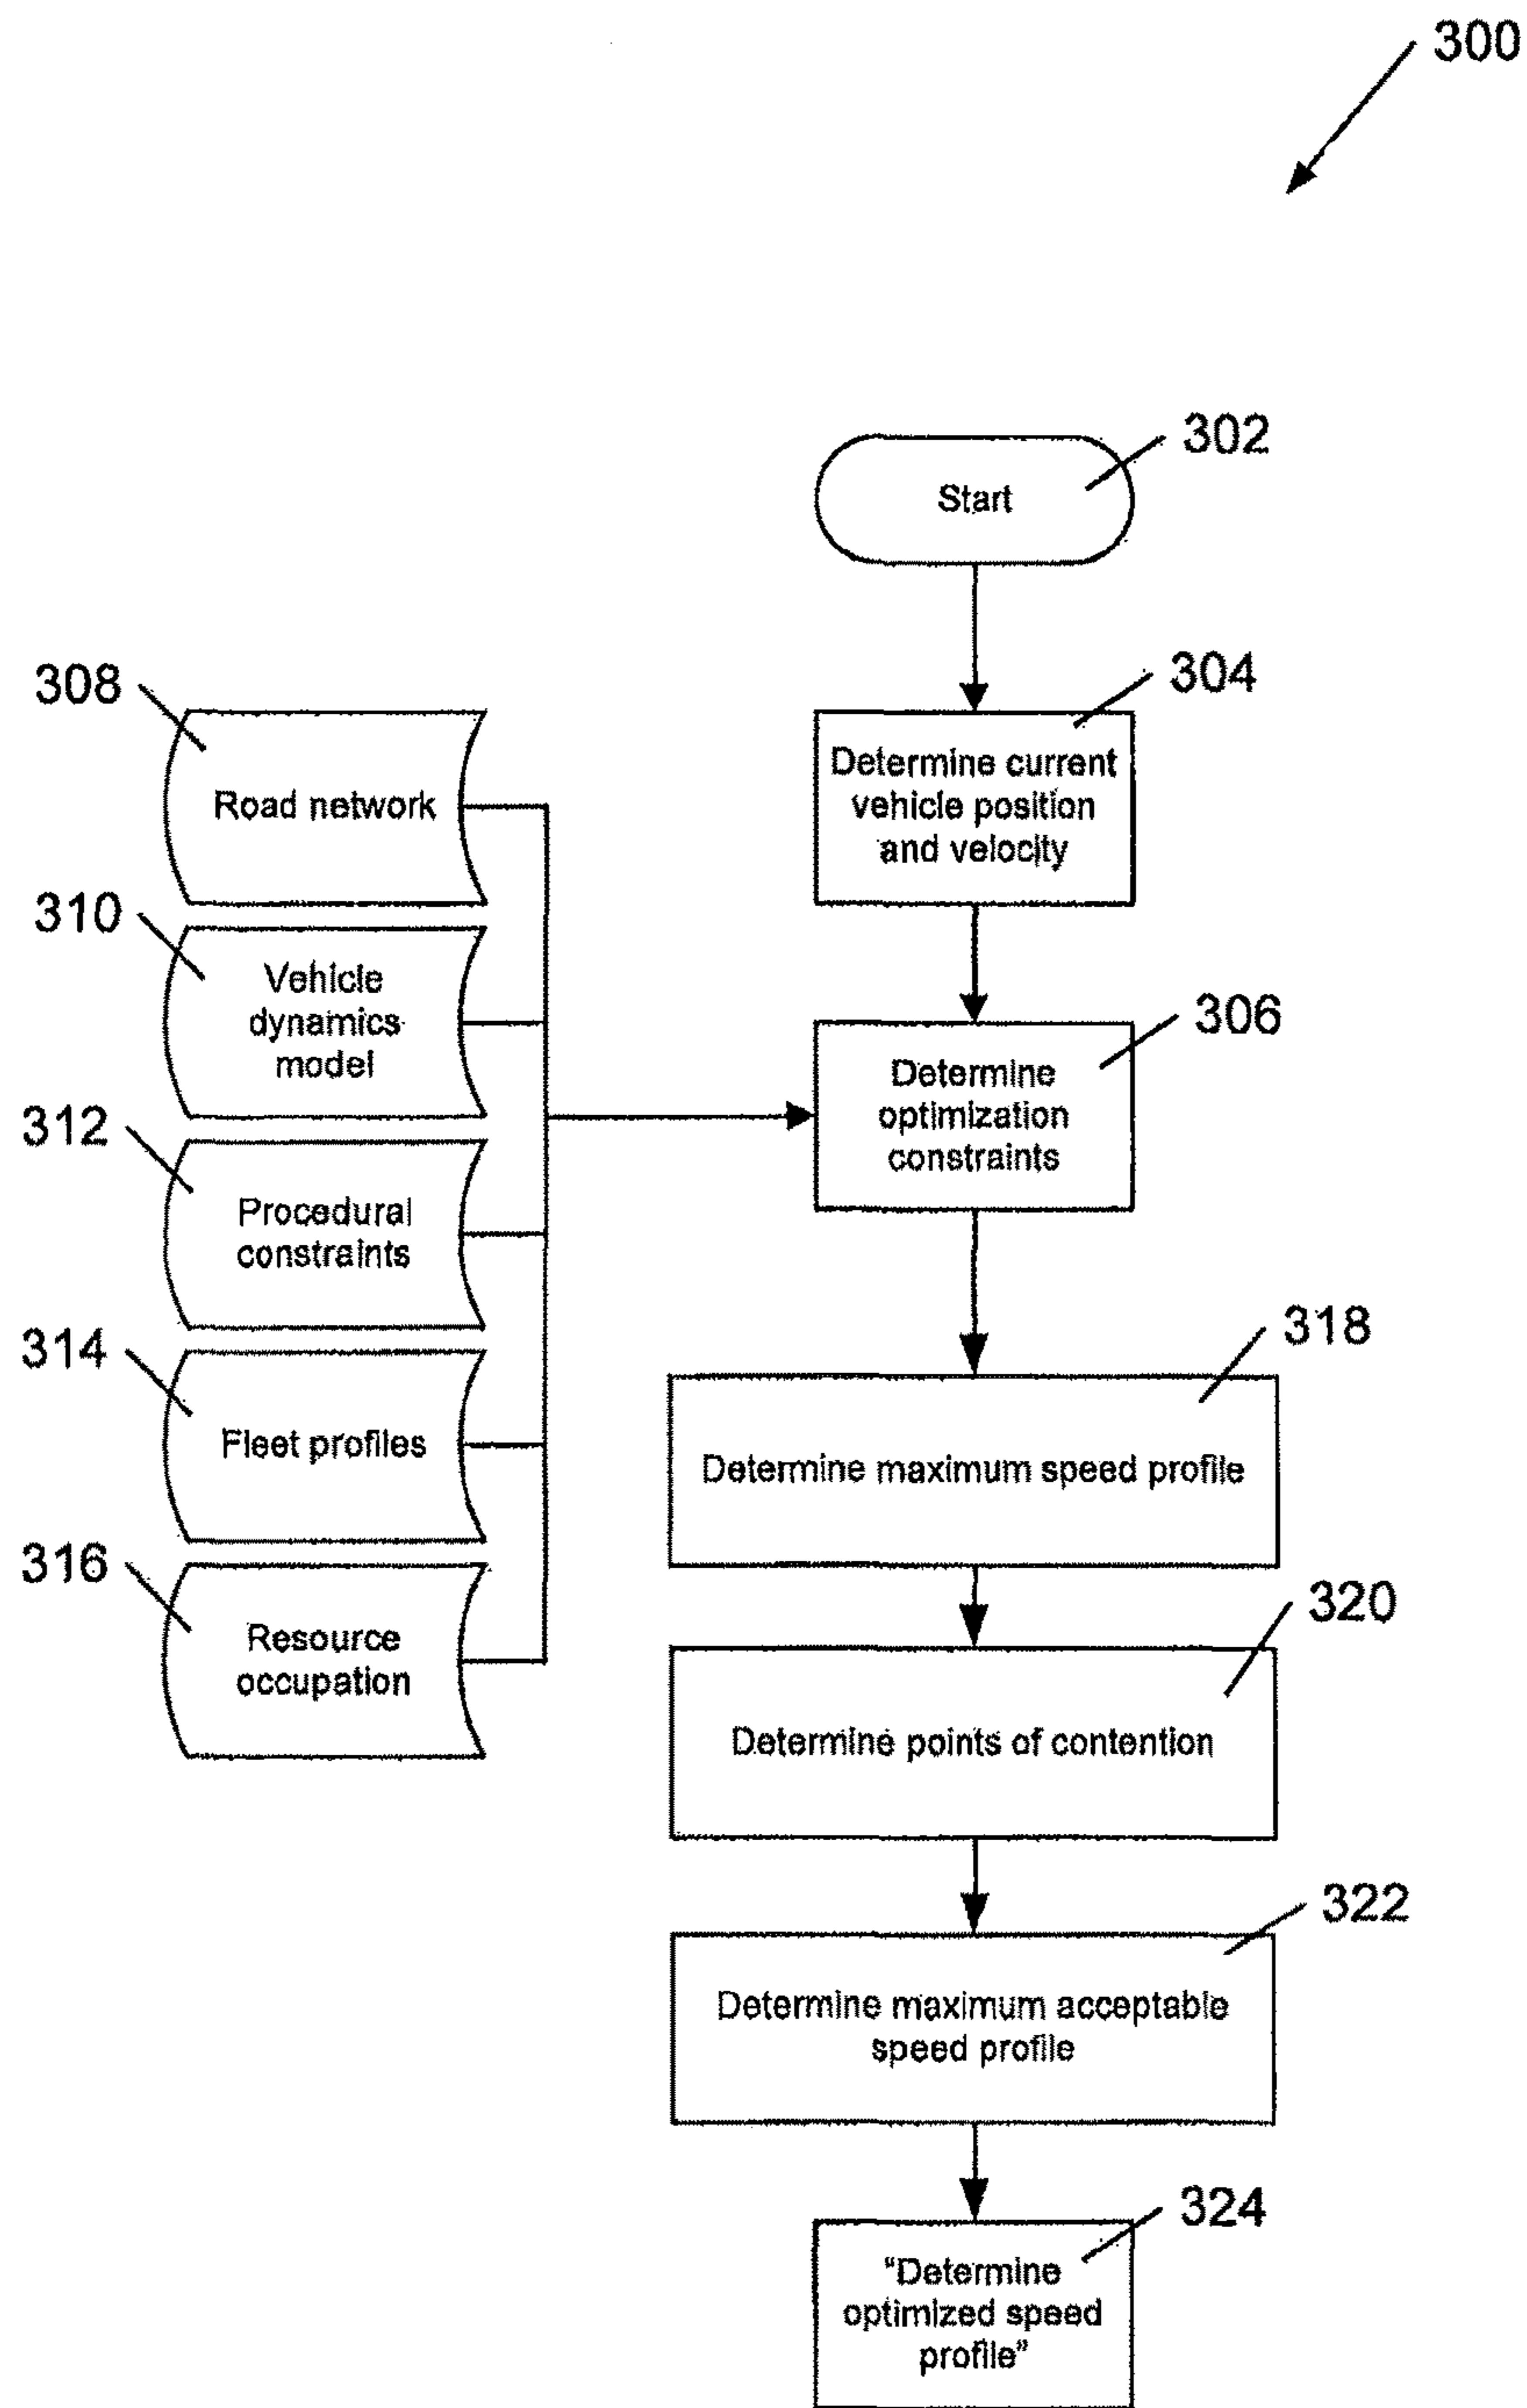 300
302
Start
304
Determine current
vehicle position
and velocity
308
Road network
310
Vehicle
dynamics
model
306
Determine
optimization
constraints
312
Procedural
constraints
314
Fleet profiles
318
Determine maximum speed profile
316
Resource
occupation
320
Determine points of contention
322
Determine maximum acceptable
speed profile
324
“Determine
optimized speed
profile”